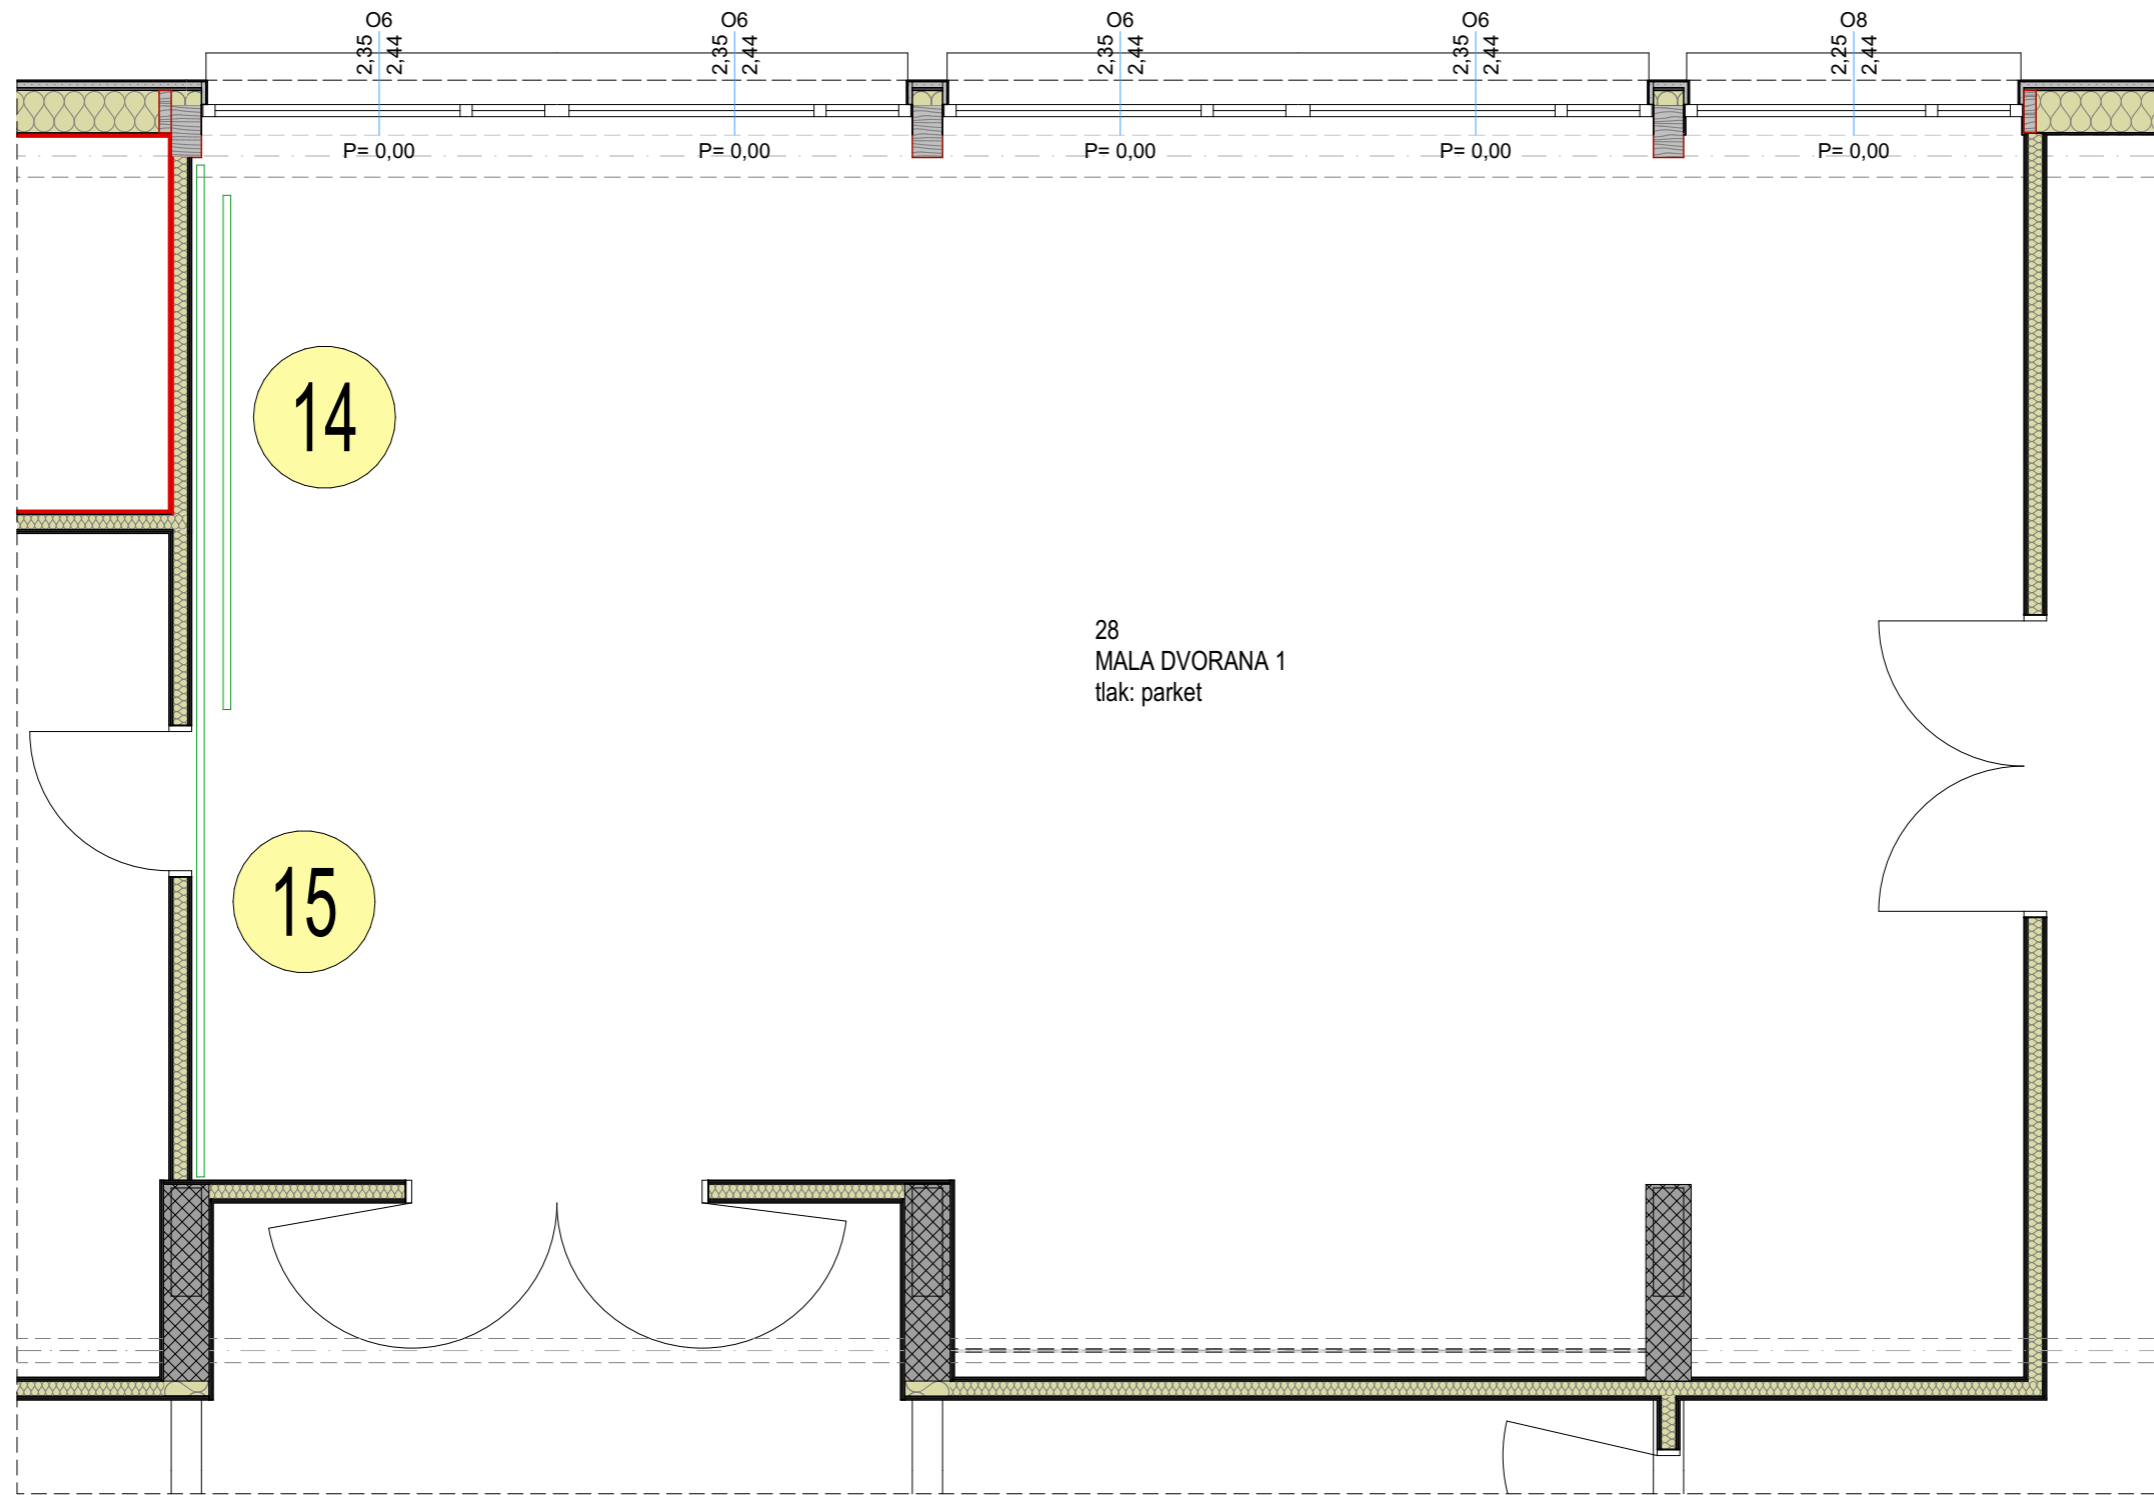 O6
2,35
2,44
O6
2,35
2,44
O6
2,35
2,44
O6
2,35
2,44
O8
2,25
2,44
P= 0,00
P= 0,00
P= 0,00
P= 0,00
P= 0,00
14
28
MALA DVORANA 1
tlak: parket
15